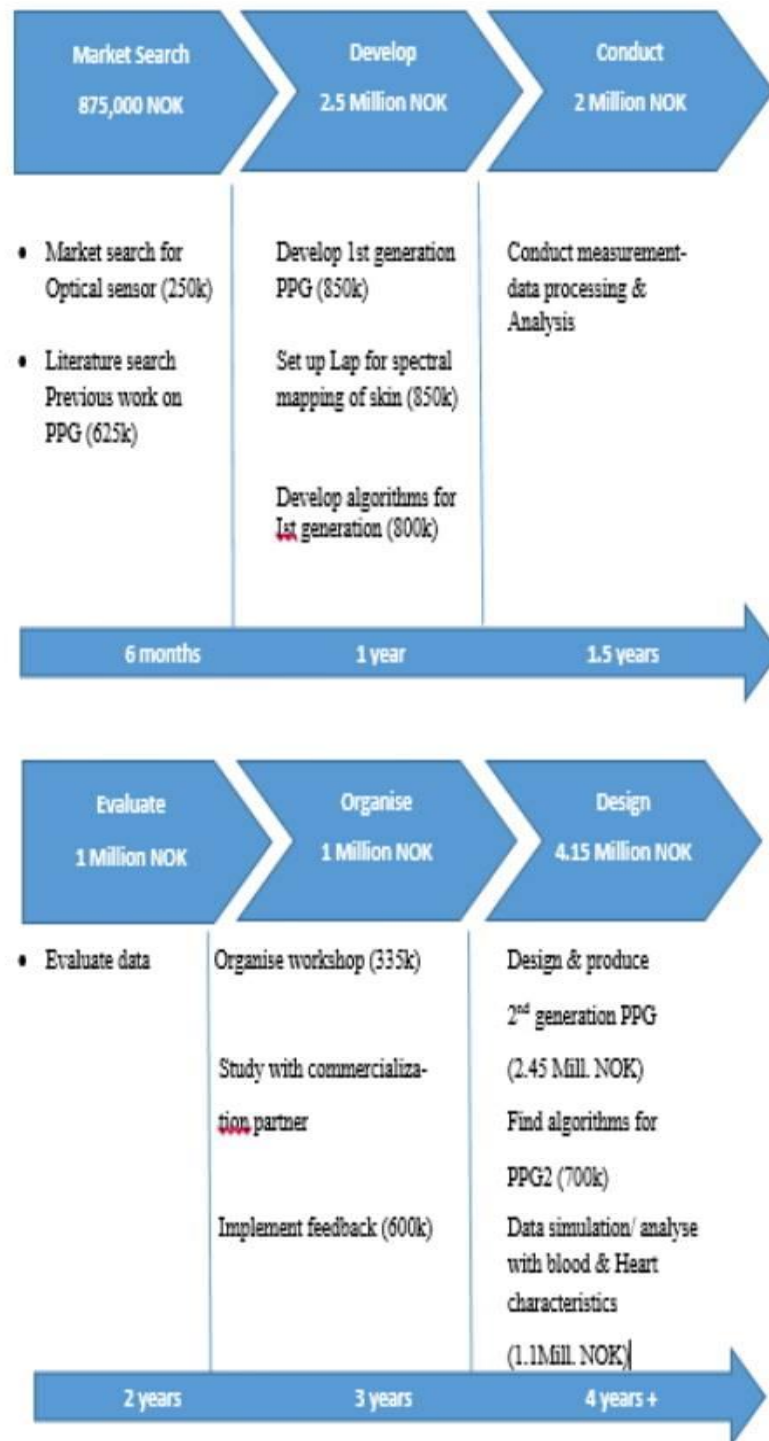 Market Search
875,000 NOK
Develop
2.5 Million NOK
Conduct
2 Million NOK
• Market search for
Optical sensor (250k)
• Literature search
Previous work on
PPG (625k)
Develop 1st generation
PPG (850k)
Set up Lap for spectral
mapping of skin (850k)
Develop algorithms for
Ist generation (800k)
Conduct measurement-
data processing &
Analysis
6 months
1 year
1.5 years
Evaluate
1 Million NOK
Organise
1 Million NOK
Design
4.15 Million NOK
• Evaluate data
Organise workshop (335k)
Study with commercializa-
tion partner
Implement feedback (600k)
Design & produce
2nd generation PPG
(2.45 Mill. NOK)
Find algorithms for
PPG2 (700k)
Data simulation/ analyse
with blood & Heart
characteristics
(1.1Mill. NOK)
2 years
3 years
4 years +